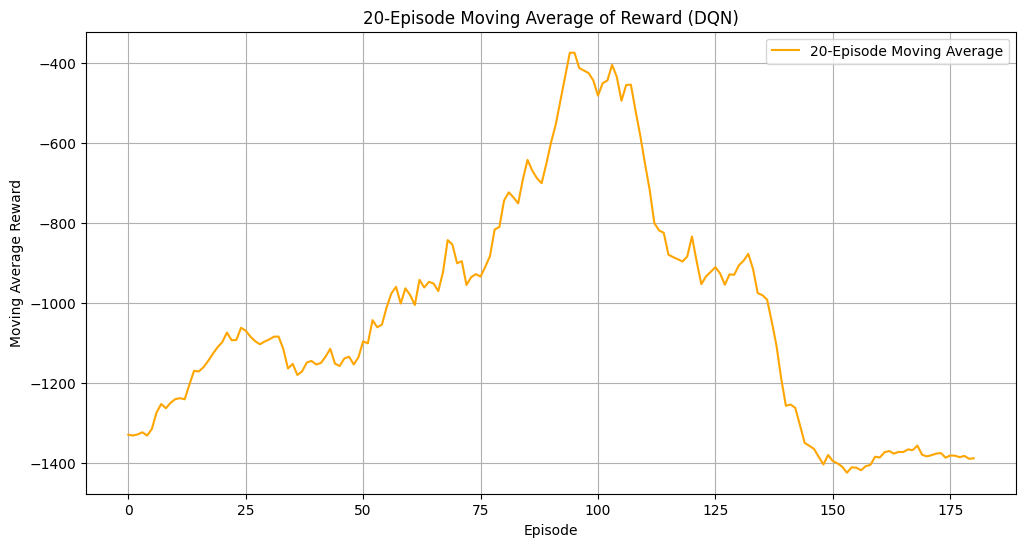 20-Episode Moving Average of Reward (DQN)
20-Episode Moving Average
Moving Average Reward
−400
−600
−800
−1000
−1200
−1400
0 25 50 75 100 125 150 175
Episode